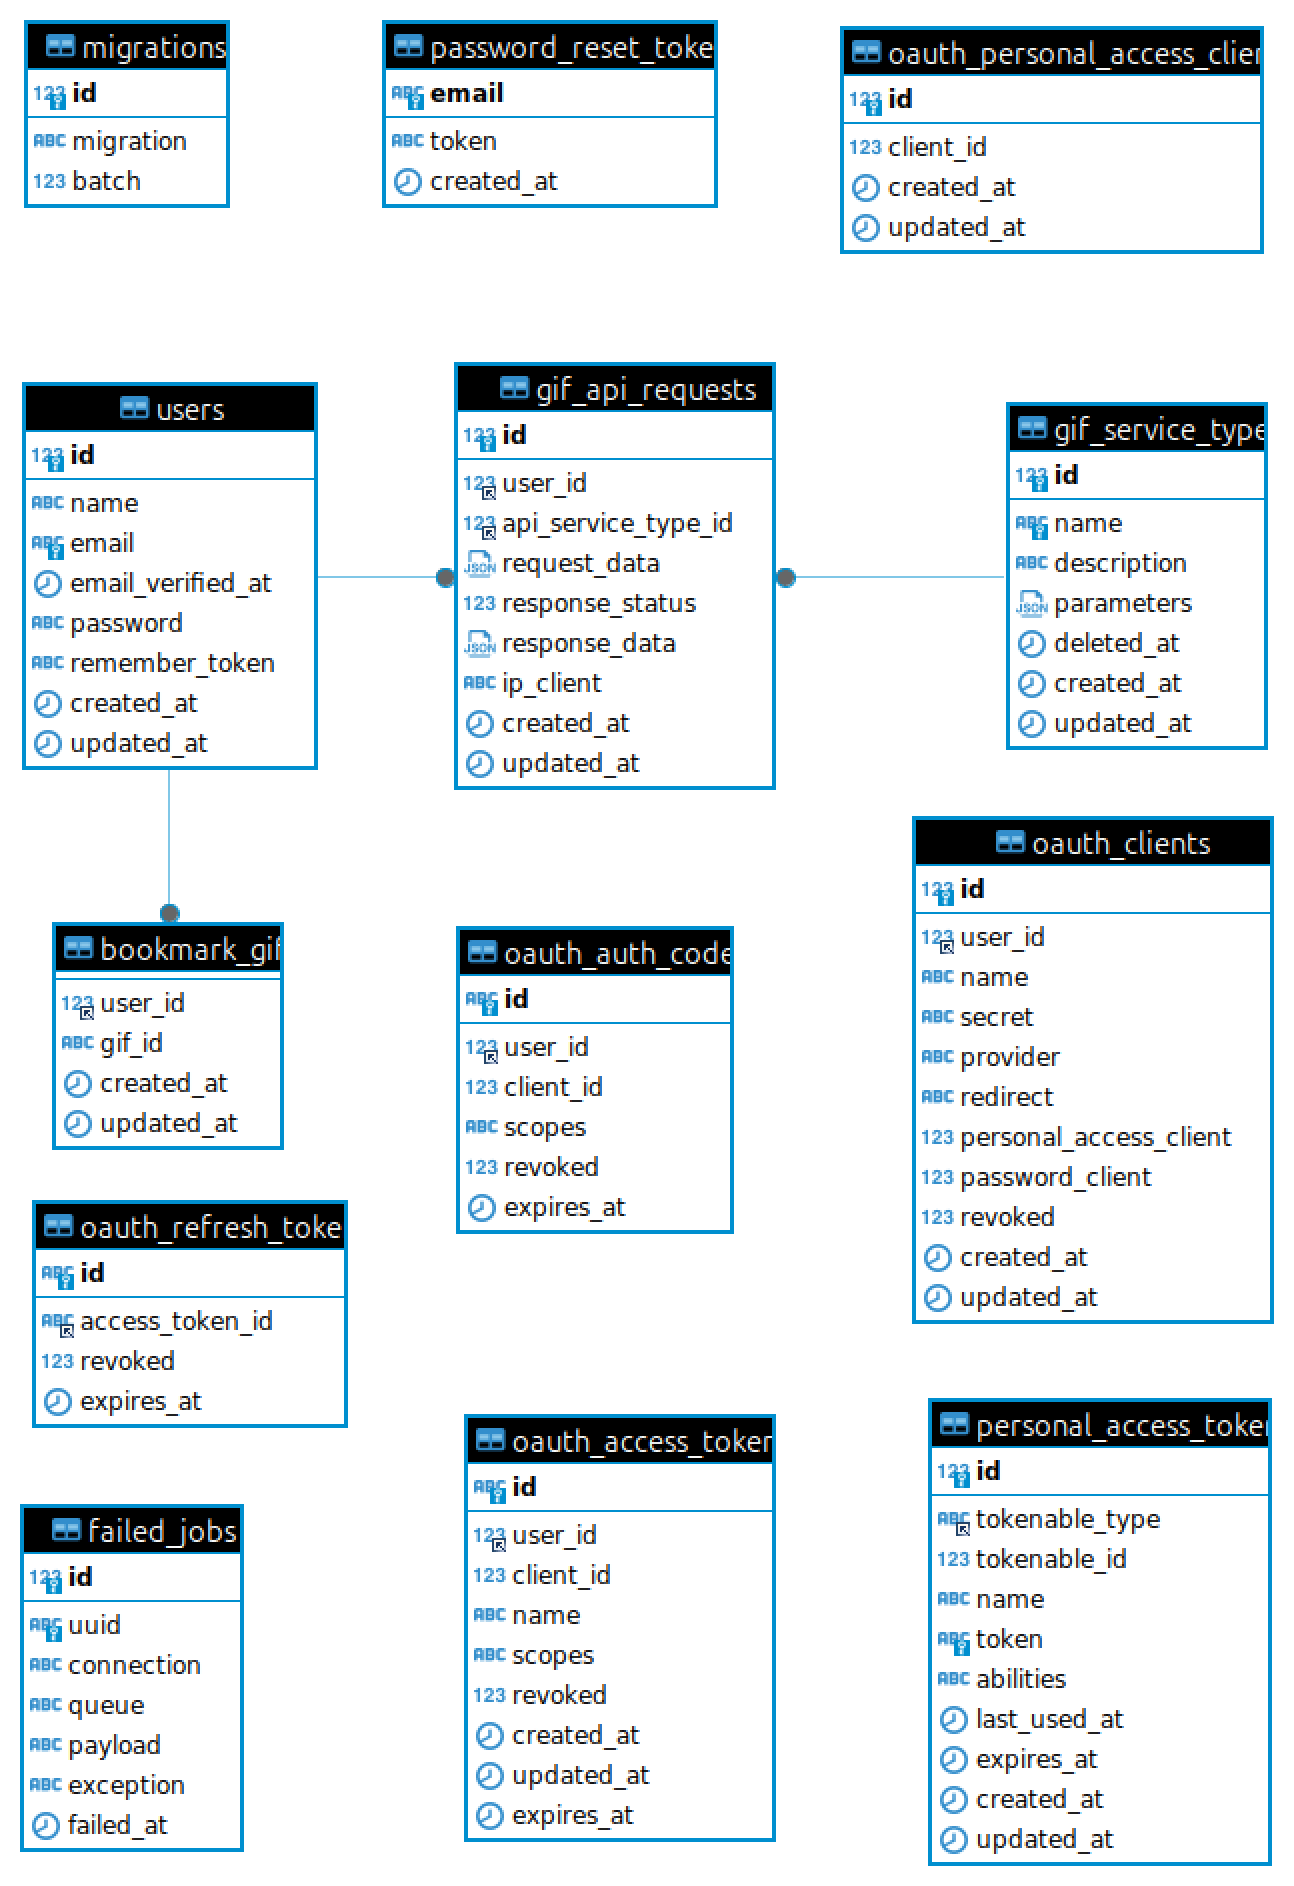 migrations
123 id
ABC migration
123 batch
password_reset_toke
ABC email
ABC token
created_at
oauth_personal_access_clien
123 id
123 client_id
created_at
updated_at
users
123 id
ABC name
ABC email
email_verified_at
ABC password
ABC remember_token
created_at
updated_at
gif_api_requests
123 id
123 user_id
123 api_service_type_id
JSON request_data
123 response_status
JSON response_data
ABC ip_client
created_at
updated_at
gif_service_type
123 id
ABC name
ABC description
JSON parameters
deleted_at
created_at
updated_at
bookmark_gif
123 user_id
ABC gif_id
created_at
updated_at
oauth_auth_code
ABC id
123 user_id
123 client_id
ABC scopes
123 revoked
expires_at
oauth_clients
123 id
123 user_id
ABC name
ABC secret
ABC provider
ABC redirect
123 personal_access_client
123 password_client
123 revoked
created_at
updated_at
oauth_refresh_toke
ABC id
ABC access_token_id
123 revoked
expires_at
failed_jobs
123 id
ABC uuid
ABC connection
ABC queue
ABC payload
ABC exception
failed_at
oauth_access_token
ABC id
123 user_id
123 client_id
ABC name
ABC scopes
123 revoked
created_at
updated_at
expires_at
personal_access_token
123 id
ABC tokenable_type
123 tokenable_id
ABC name
ABC token
ABC abilities
last_used_at
expires_at
created_at
updated_at